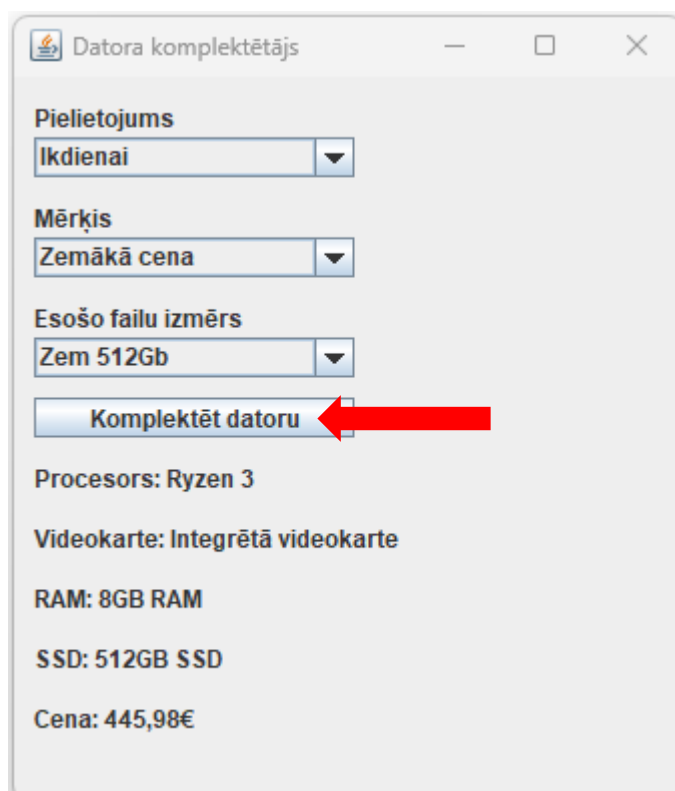 Datora komplektētājs
Pielietojums
Ikdienai
Mērķis
Zemākā cena
Esošo failu izmērs
Zem 512Gb
Komplektēt datoru
Procesors: Ryzen 3
Videokarte: Integrētā videokarte
RAM: 8GB RAM
SSD: 512GB SSD
Cena: 445,98€